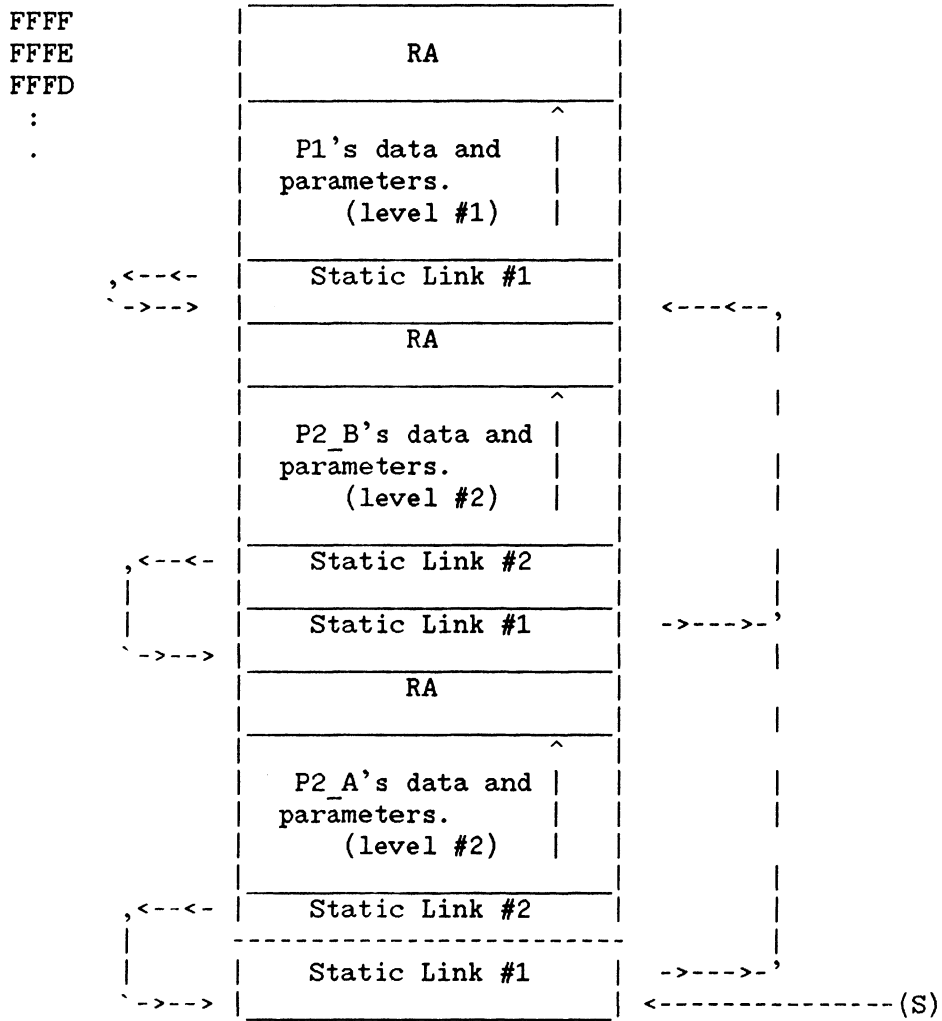 FFFF
FFFE
FFFD
:
.
RA
P1's data and
parameters.
(level #1)
Static Link #1
RA
P2_B's data and
parameters.
(level #2)
Static Link #2
Static Link #1
RA
P2_A's data and
parameters.
(level #2)
Static Link #2
Static Link #1
(S)